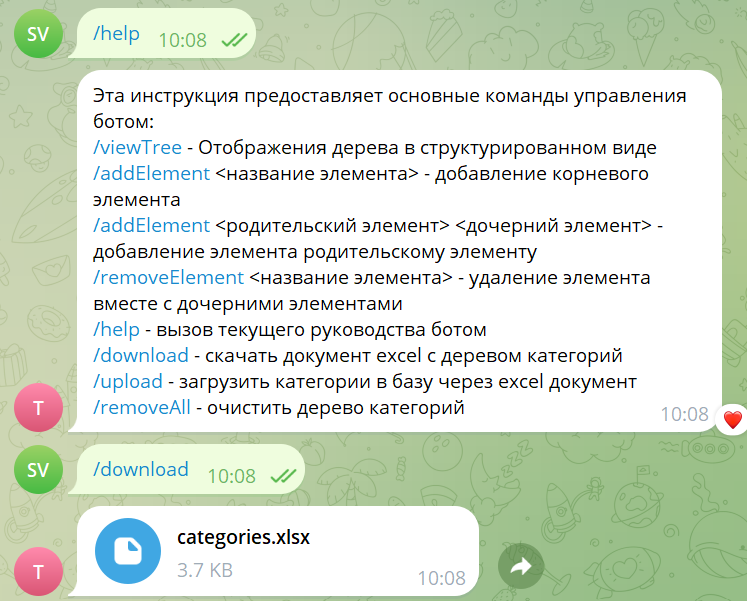 SV
/help 10:08
Эта инструкция предоставляет основные команды управления
ботом:
/viewTree - Отображения дерева в структурированном виде
/addElement <название элемента> - добавление корневого
элемента
/addElement <родительский элемент> <дочерний элемент> -
добавление элемента родительскому элементу
/removeElement <название элемента> - удаление элемента
вместе с дочерними элементами
/help - вызов текущего руководства ботом
/download - скачать документ excel с деревом категорий
/upload - загрузить категории в базу через excel документ
/removeAll - очистить дерево категорий
10:08
T
SV
/download 10:08
categories.xlsx
3.7 KB
10:08
T